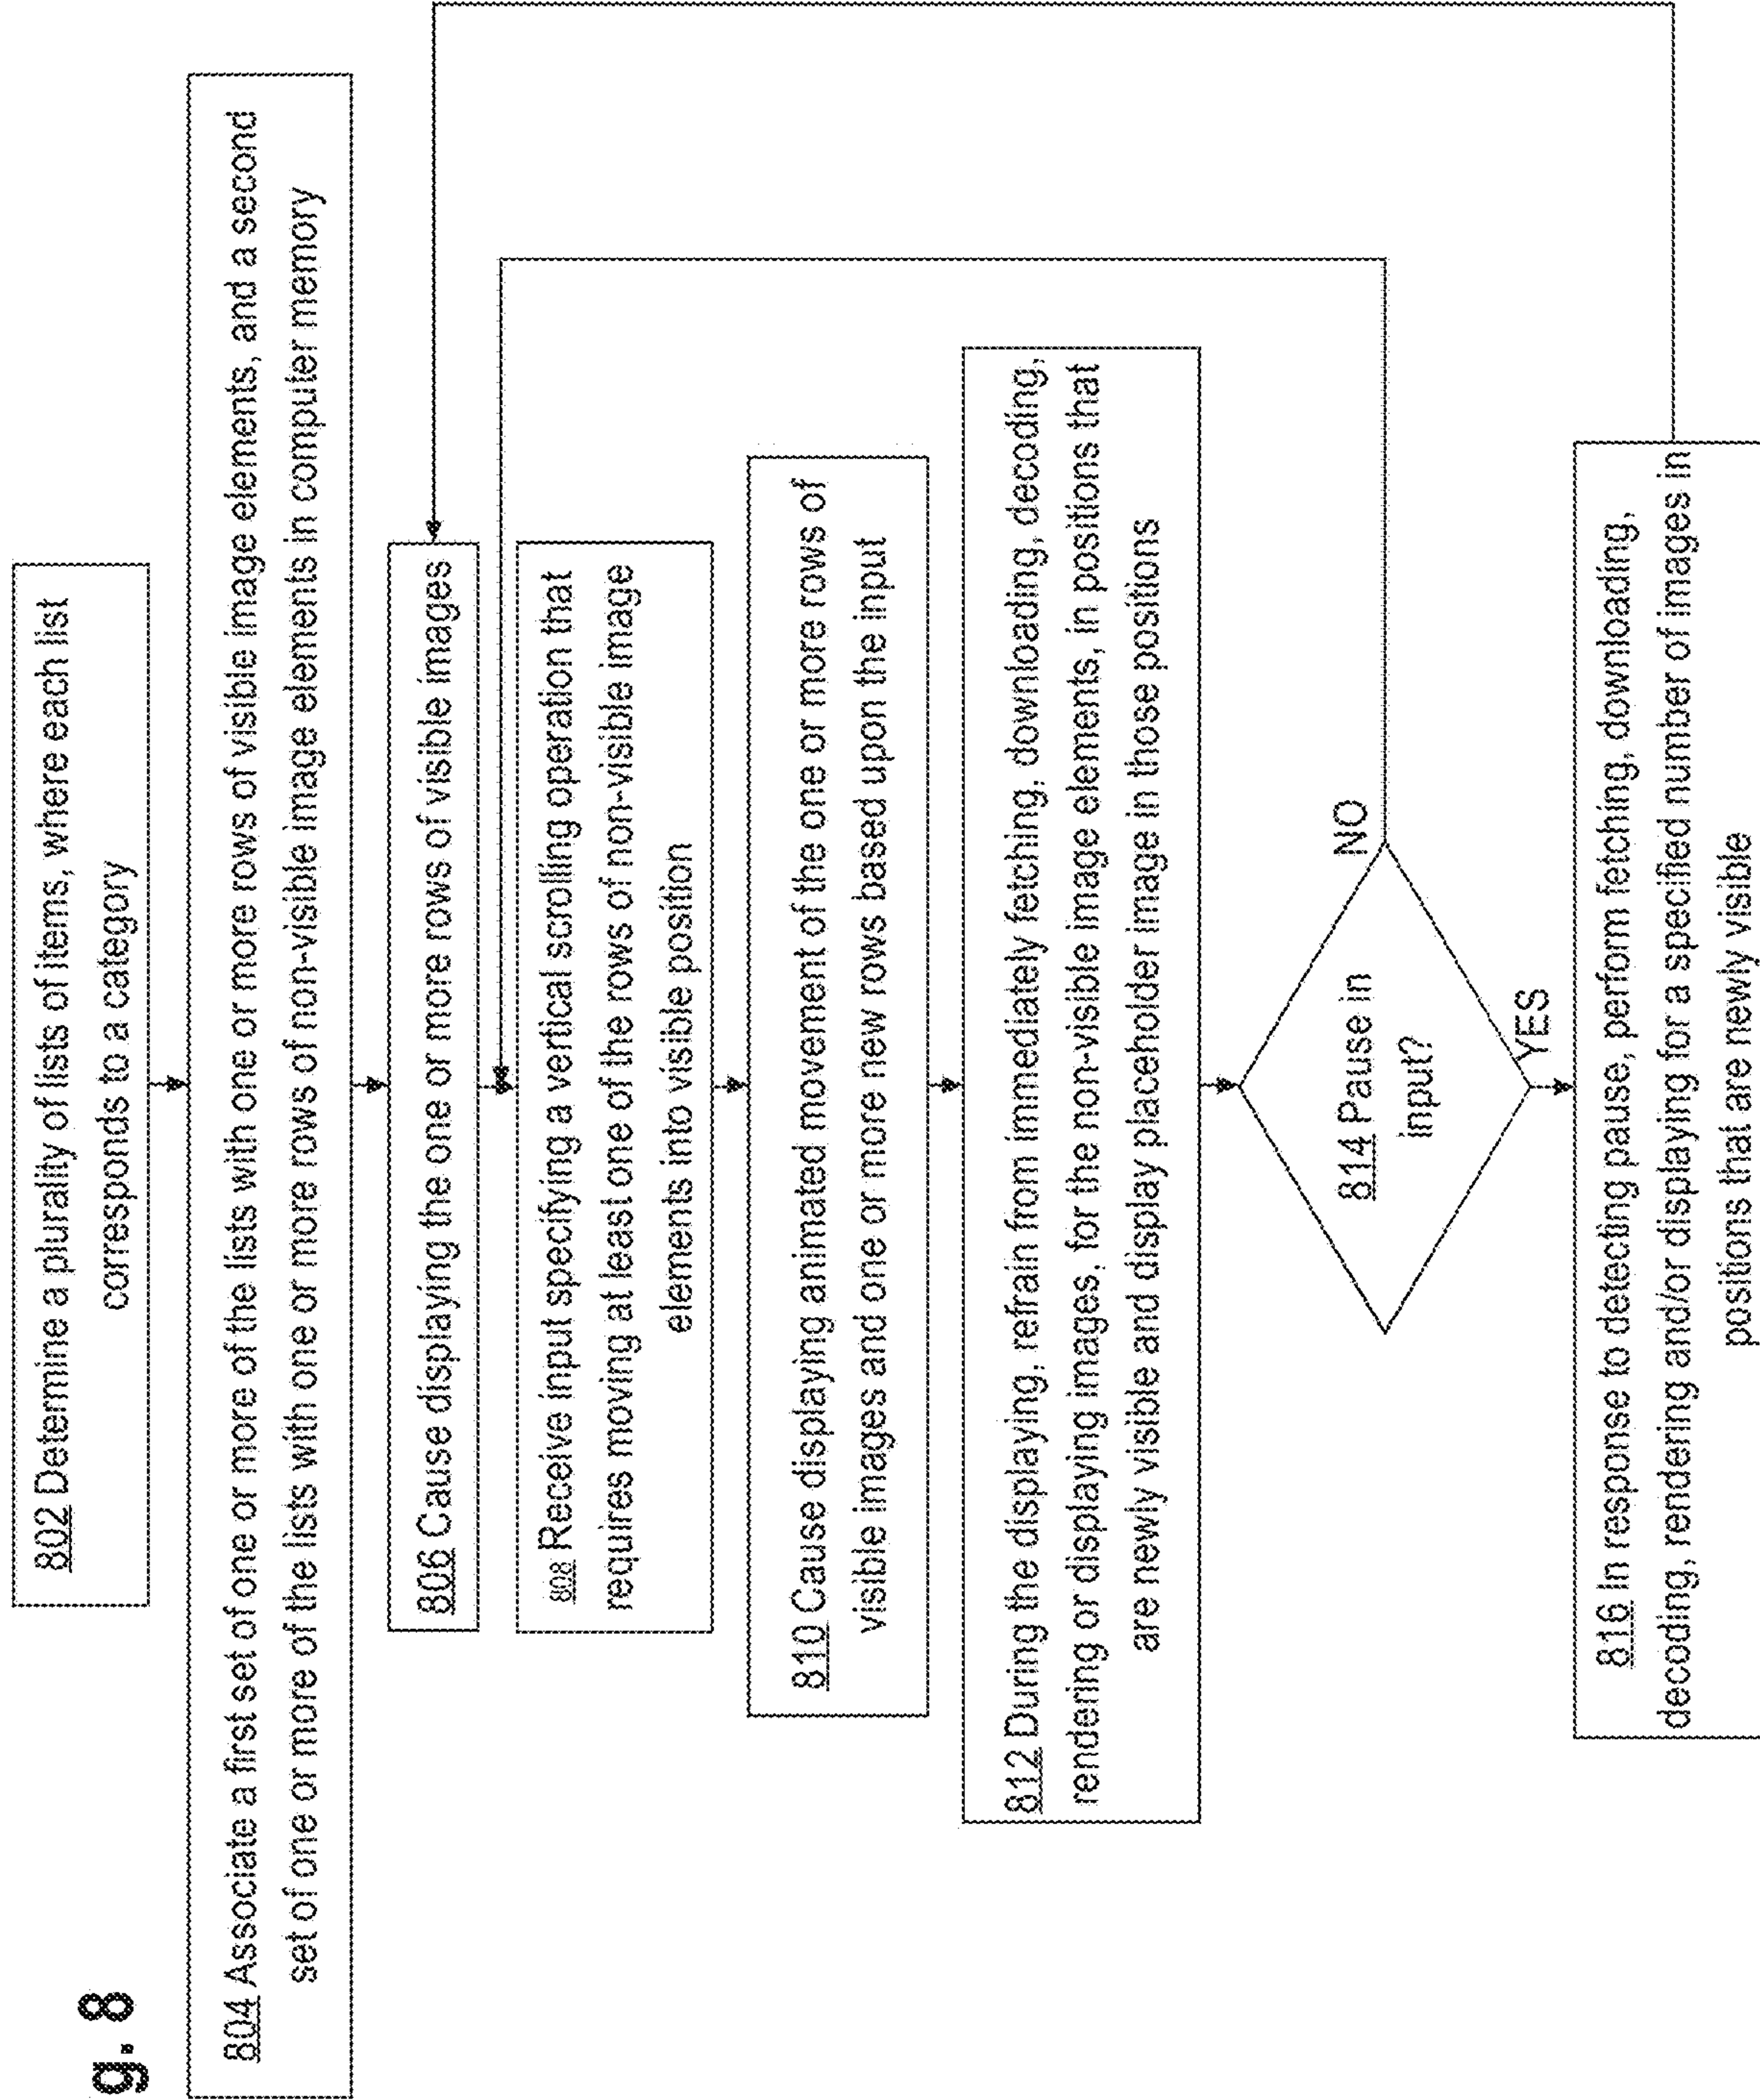 g. 8
802 Determine a plurality of lists of items, where each list
corresponds to a category
804 Associate a first set of one or more of the lists with one or more rows of visible image elements, and a second
set of one or more of the lists with one or more rows of non-visible image elements in computer memory
806 Cause displaying the one or more rows of visible images
808 Receive input specifying a vertical scrolling operation that
requires moving at least one of the rows of non-visible image
elements into visible position
810 Cause displaying animated movement of the one or more rows of
visible images and one or more new rows based upon the input
812 During the displaying, refrain from immediately fetching, downloading, decoding,
rendering or displaying images, for the non-visible image elements, in positions that
are newly visible and display placeholder image in those positions
814 Pause in
input?
NO
YES
816 In response to detecting pause, perform fetching, downloading,
decoding, rendering and/or displaying for a specified number of images in
positions that are newly visible